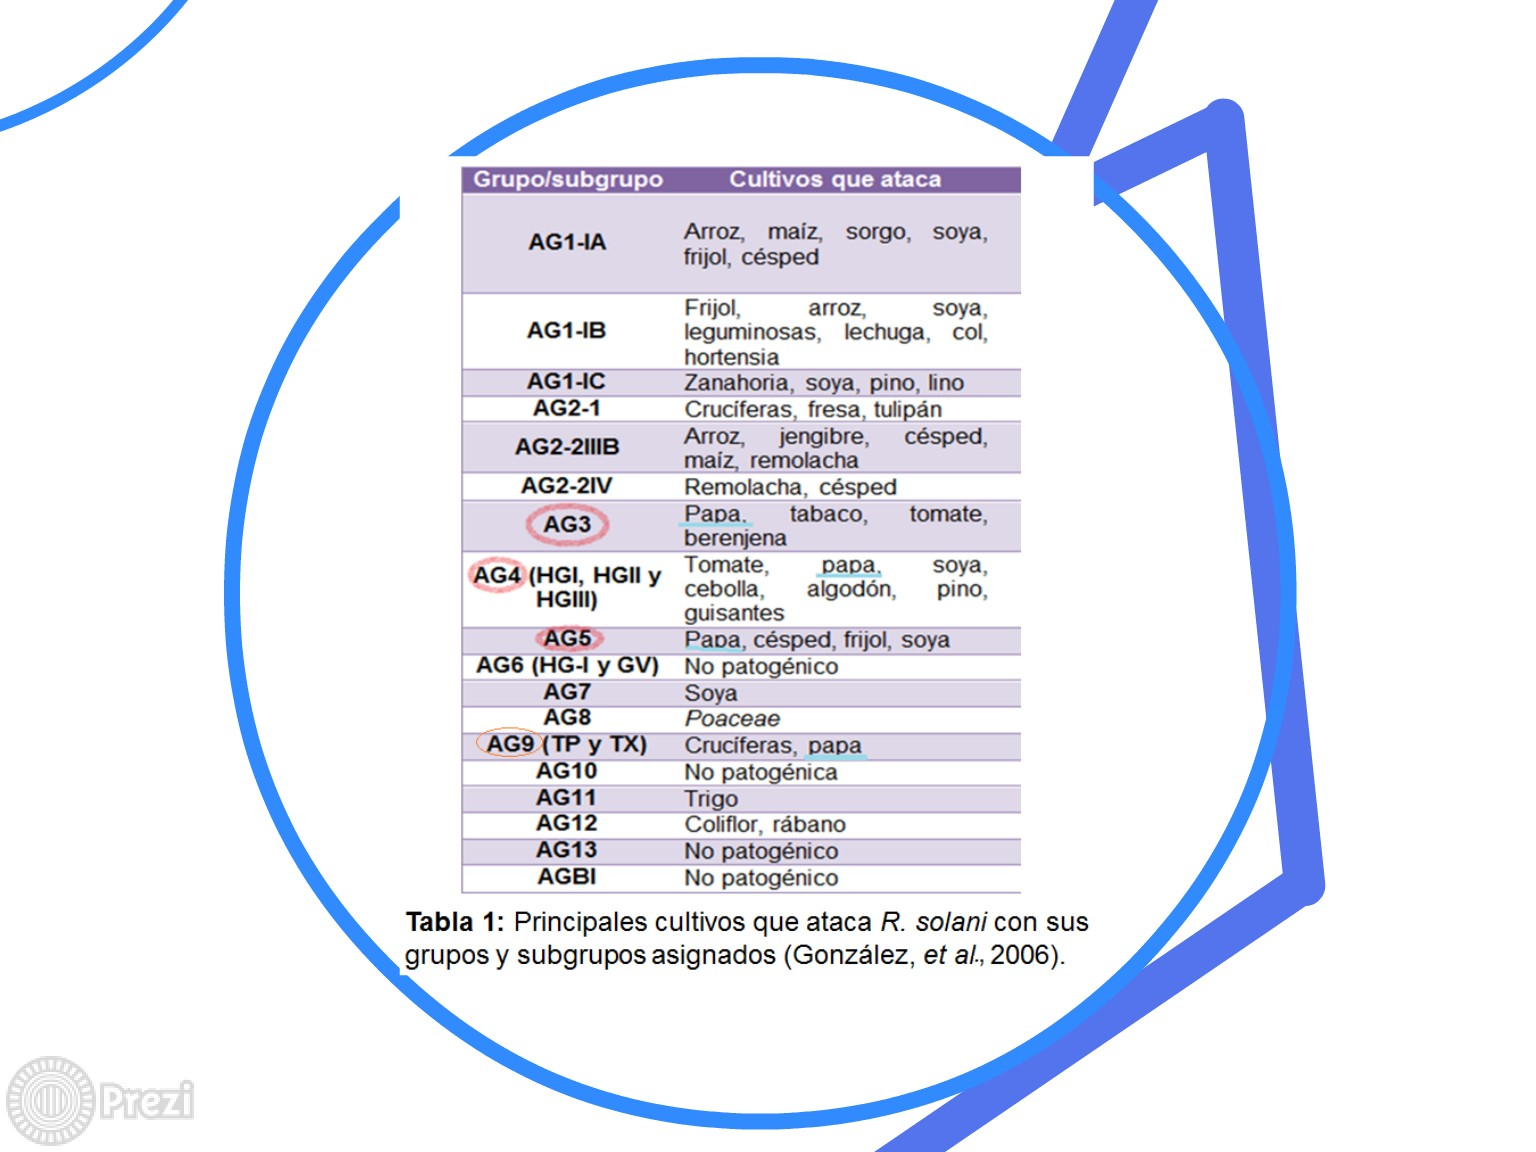 Grupo/subgrupo Cultivos que ataca
AG1-IA Arroz, maíz, sorgo, soya,
frijol, césped
AG1-IB Frijol, arroz, soya,
leguminosas, lechuga, col,
hortensia
AG1-IC Zanahoria, soya, pino, lino
AG2-1 Crucíferas, fresa, tulipán
AG2-2IIIB Arroz, jengibre, césped,
maíz, remolacha
AG2-2IV Remolacha, césped
AG3 Papa, tabaco, tomate,
berenjena
AG4 (HGI, HGII y Tomate, papa, soya,
HGIII) cebolla, algodón, pino,
guisantes
AG5 Papa, césped, frijol, soya
AG6 (HG-I y GV) No patogénico
AG7 Soya
AG8 Poaceae
AG9 (TP y TX) Crucíferas, papa
AG10 No patogénica
AG11 Trigo
AG12 Coliflor, rábano
AG13 No patogénico
AGBI No patogénico
Tabla 1: Principales cultivos que ataca R. solani con sus
grupos y subgrupos asignados (González, et al., 2006).
Prezi